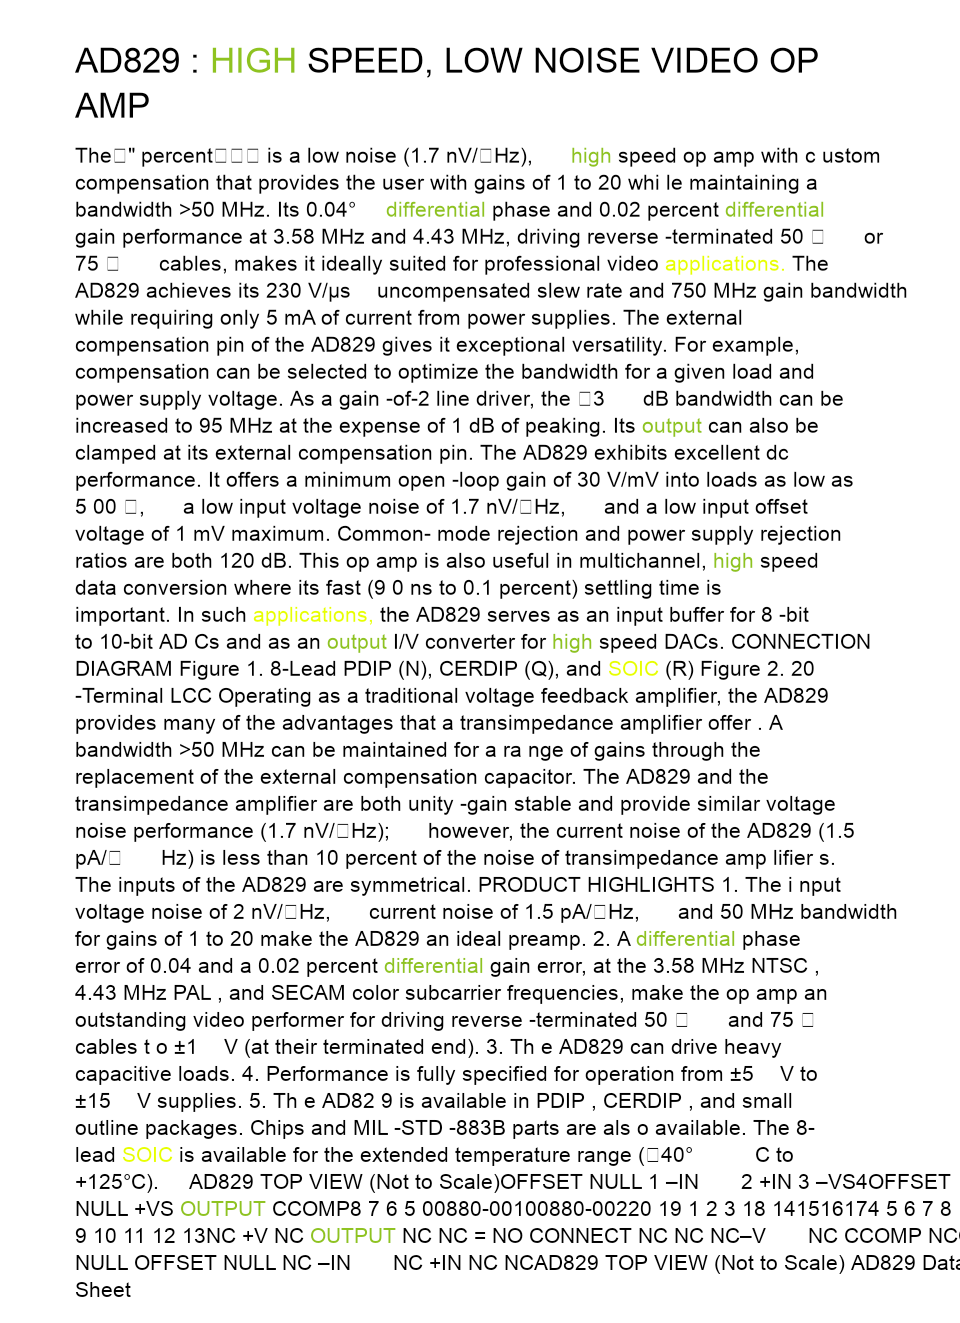 AD829 : HIGH SPEED, LOW NOISE VIDEO OP
AMP
The□" percent□□□ is a low noise (1.7 nV/□Hz), high speed op amp with c ustom
compensation that provides the user with gains of 1 to 20 whi le maintaining a
bandwidth >50 MHz. Its 0.04° differential phase and 0.02 percent differential
gain performance at 3.58 MHz and 4.43 MHz, driving reverse -terminated 50 □ or
75 □ cables, makes it ideally suited for professional video applications. The
AD829 achieves its 230 V/μs uncompensated slew rate and 750 MHz gain bandwidth
while requiring only 5 mA of current from power supplies. The external
compensation pin of the AD829 gives it exceptional versatility. For example,
compensation can be selected to optimize the bandwidth for a given load and
power supply voltage. As a gain -of-2 line driver, the □3 dB bandwidth can be
increased to 95 MHz at the expense of 1 dB of peaking. Its output can also be
clamped at its external compensation pin. The AD829 exhibits excellent dc
performance. It offers a minimum open -loop gain of 30 V/mV into loads as low as
5 00 □, a low input voltage noise of 1.7 nV/□Hz, and a low input offset
voltage of 1 mV maximum. Common- mode rejection and power supply rejection
ratios are both 120 dB. This op amp is also useful in multichannel, high speed
data conversion where its fast (9 0 ns to 0.1 percent) settling time is
important. In such applications, the AD829 serves as an input buffer for 8 -bit
to 10-bit AD Cs and as an output I/V converter for high speed DACs. CONNECTION
DIAGRAM Figure 1. 8-Lead PDIP (N), CERDIP (Q), and SOIC (R) Figure 2. 20
-Terminal LCC Operating as a traditional voltage feedback amplifier, the AD829
provides many of the advantages that a transimpedance amplifier offer . A
bandwidth >50 MHz can be maintained for a ra nge of gains through the
replacement of the external compensation capacitor. The AD829 and the
transimpedance amplifier are both unity -gain stable and provide similar voltage
noise performance (1.7 nV/□Hz); however, the current noise of the AD829 (1.5
pA/□ Hz) is less than 10 percent of the noise of transimpedance amp lifier s.
The inputs of the AD829 are symmetrical. PRODUCT HIGHLIGHTS 1. The i nput
voltage noise of 2 nV/□Hz, current noise of 1.5 pA/□Hz, and 50 MHz bandwidth
for gains of 1 to 20 make the AD829 an ideal preamp. 2. A differential phase
error of 0.04 and a 0.02 percent differential gain error, at the 3.58 MHz NTSC ,
4.43 MHz PAL , and SECAM color subcarrier frequencies, make the op amp an
outstanding video performer for driving reverse -terminated 50 □ and 75 □
cables t o ±1 V (at their terminated end). 3. Th e AD829 can drive heavy
capacitive loads. 4. Performance is fully specified for operation from ±5 V to
±15 V supplies. 5. Th e AD82 9 is available in PDIP , CERDIP , and small
outline packages. Chips and MIL -STD -883B parts are als o available. The 8-
lead SOIC is available for the extended temperature range (□40° C to
+125°C). AD829 TOP VIEW (Not to Scale)OFFSET NULL 1 –IN 2 +IN 3 –VS4OFFSET
NULL +VS OUTPUT CCOMP8 7 6 5 00880-00100880-00220 19 1 2 3 18 141516174 5 6 7 8
9 10 11 12 13NC +V NC OUTPUT NC NC = NO CONNECT NC NC NC–V NC CCOMP NC
NULL OFFSET NULL NC –IN NC +IN NC NCAD829 TOP VIEW (Not to Scale) AD829 Data
Sheet